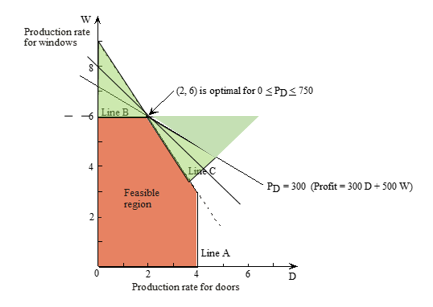 W
Production rate
for windows
8
(2, 6) is optimal for 0 ≤ PD ≤ 750
Line B
6
4
Line C
PD = 300 (Profit = 300 D + 500 W)
Feasible
region
2
Line A
0 2 4 6 D
Production rate for doors